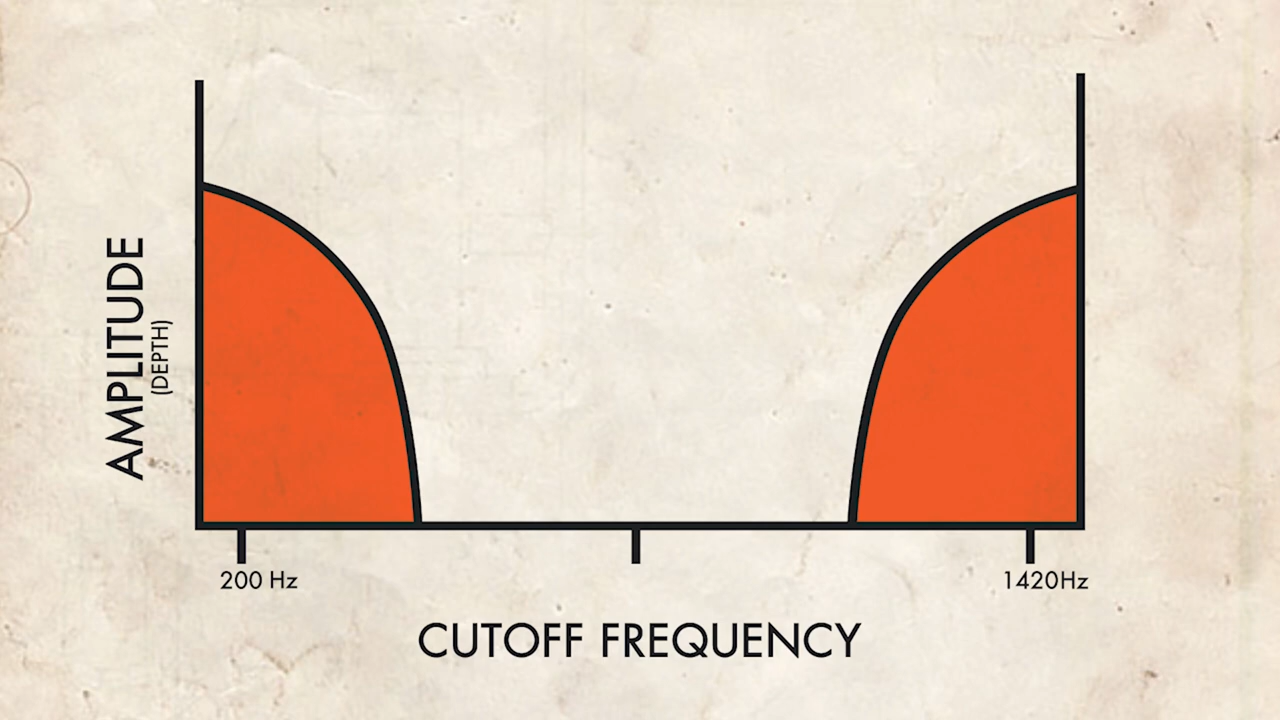 AMPLITUDE
(DEPTH)
200 Hz
1420Hz
CUTOFF FREQUENCY